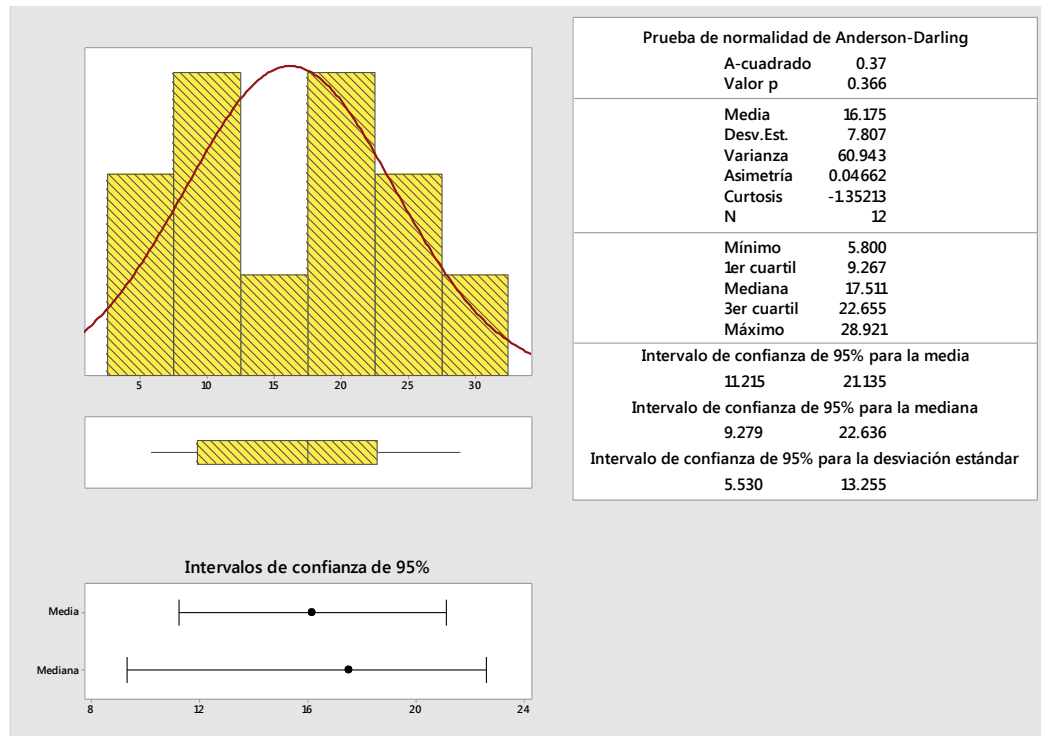 5 10 15 20 25 30
Intervalos de confianza de 95%
Media
Mediana
8 12 16 20 24
Prueba de normalidad de Anderson-Darling
A-cuadrado 0.37
Valor p 0.366
Media 16.175
Desv.Est. 7.807
Varianza 60.943
Asimetría 0.04662
Curtosis -1.35213
N 12
Mínimo 5.800
1er cuartil 9.267
Mediana 17.511
3er cuartil 22.655
Máximo 28.921
Intervalo de confianza de 95% para la media
11.215 21.135
Intervalo de confianza de 95% para la mediana
9.279 22.636
Intervalo de confianza de 95% para la desviación estándar
5.530 13.255